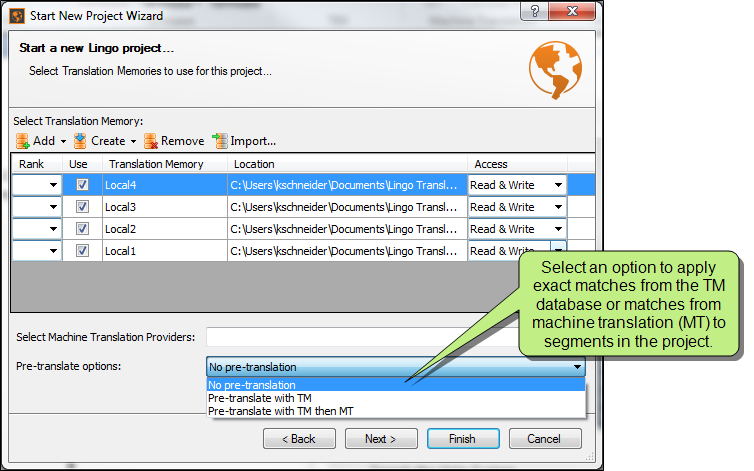 Start New Project Wizard
Start a new Lingo project...
Select Translation Memories to use for this project...
Select Translation Memory:
Add Create Remove Import...
Rank Use Translation Memory Location Access
Local4 C:\Users\kschneider\Documents\Lingo Transl... Read & Write
Local3 C:\Users\kschneider\Documents\Lingo Transl... Read & Write
Local2 C:\Users\kschneider\Documents\Lingo Transl... Read & Write
Local1 C:\Users\kschneider\Documents\Lingo Transl... Read & Write
Select an option to apply
exact matches from the TM
database or matches from
machine translation (MT) to
segments in the project.
Select Machine Translation Providers:
Pre-translate options: No pre-translation
No pre-translation
Pre-translate with TM
Pre-translate with TM then MT
< Back Next > Finish Cancel